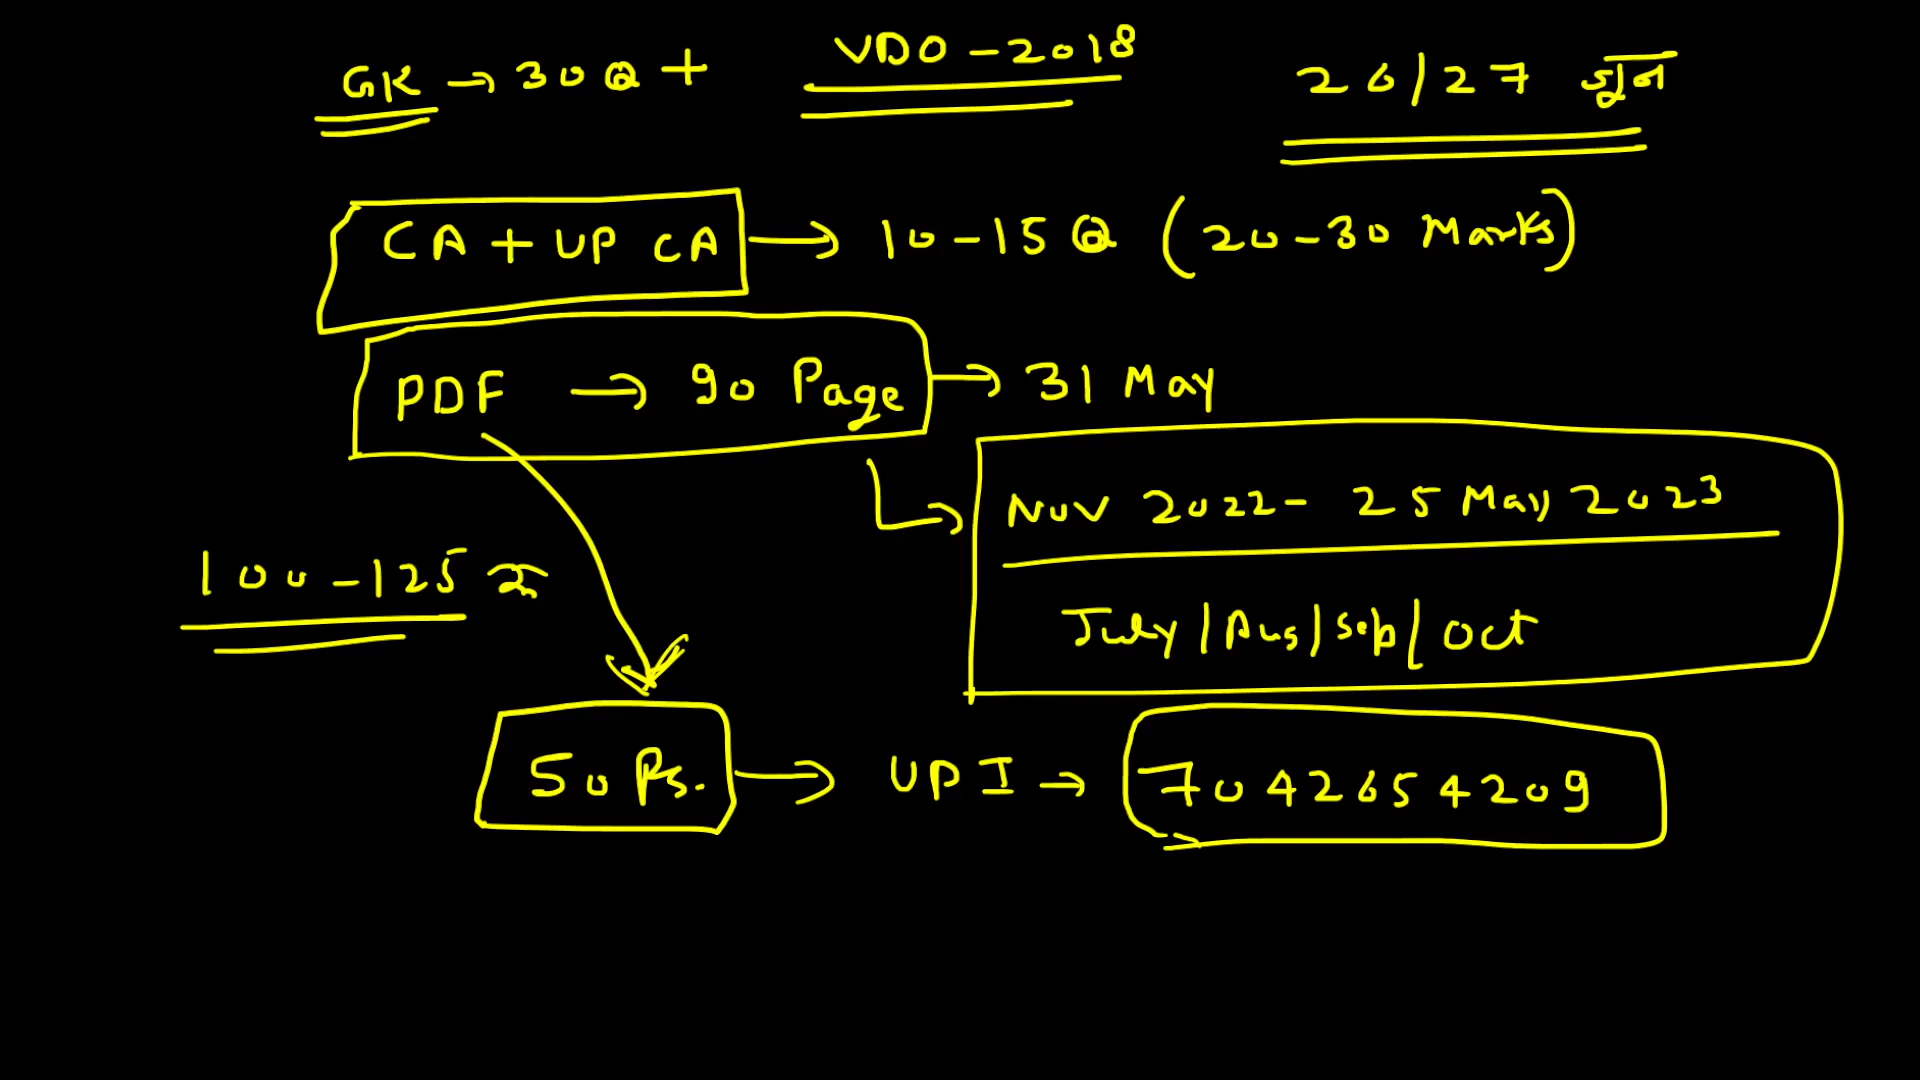 GK → 30Q + VDO - 2018 26/27 जून
CA + UP CA → 10-15 Q (20-30 Marks)
PDF → 90 Page → 31 May
Nov 2022 - 25 May 2023
100-125 रू
July/Aug/Sep/Oct
50 Rs. → UPI → 7042654209